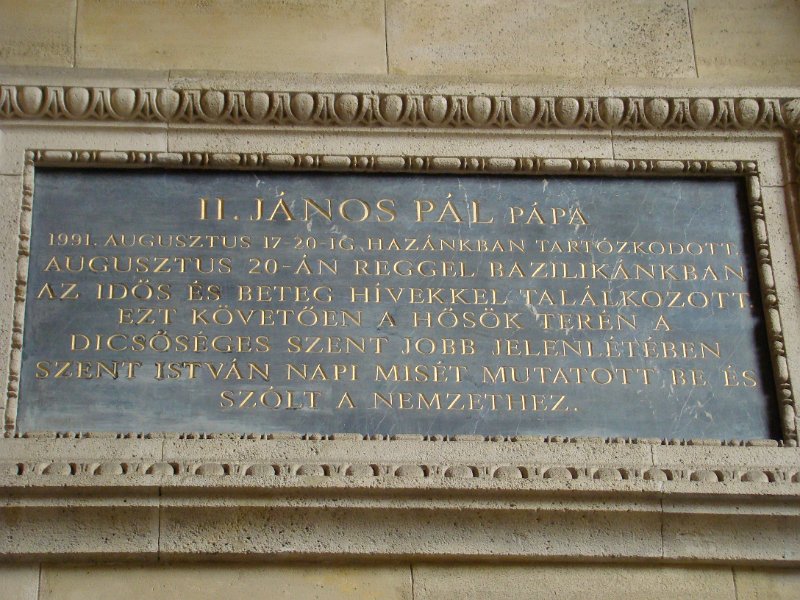 II. JÁNOS PÁL PÁPA
1991. AUGUSZTUS 17-20-IG HAZÁNKBAN TARTÓZKODOTT.
AUGUSZTUS 20-ÁN REGGEL BAZILIKÁNKBAN
AZ IDŐS ÉS BETEG HÍVEKKEL TALÁLKOZOTT.
EZT KÖVETŐEN A HŐSÖK TERÉN A
DICSŐSÉGES SZENT JOBB JELENLÉTÉBEN
SZENT ISTVÁN NAPI MISÉT MUTATOTT BE ÉS
SZÓLT A NEMZETHEZ.